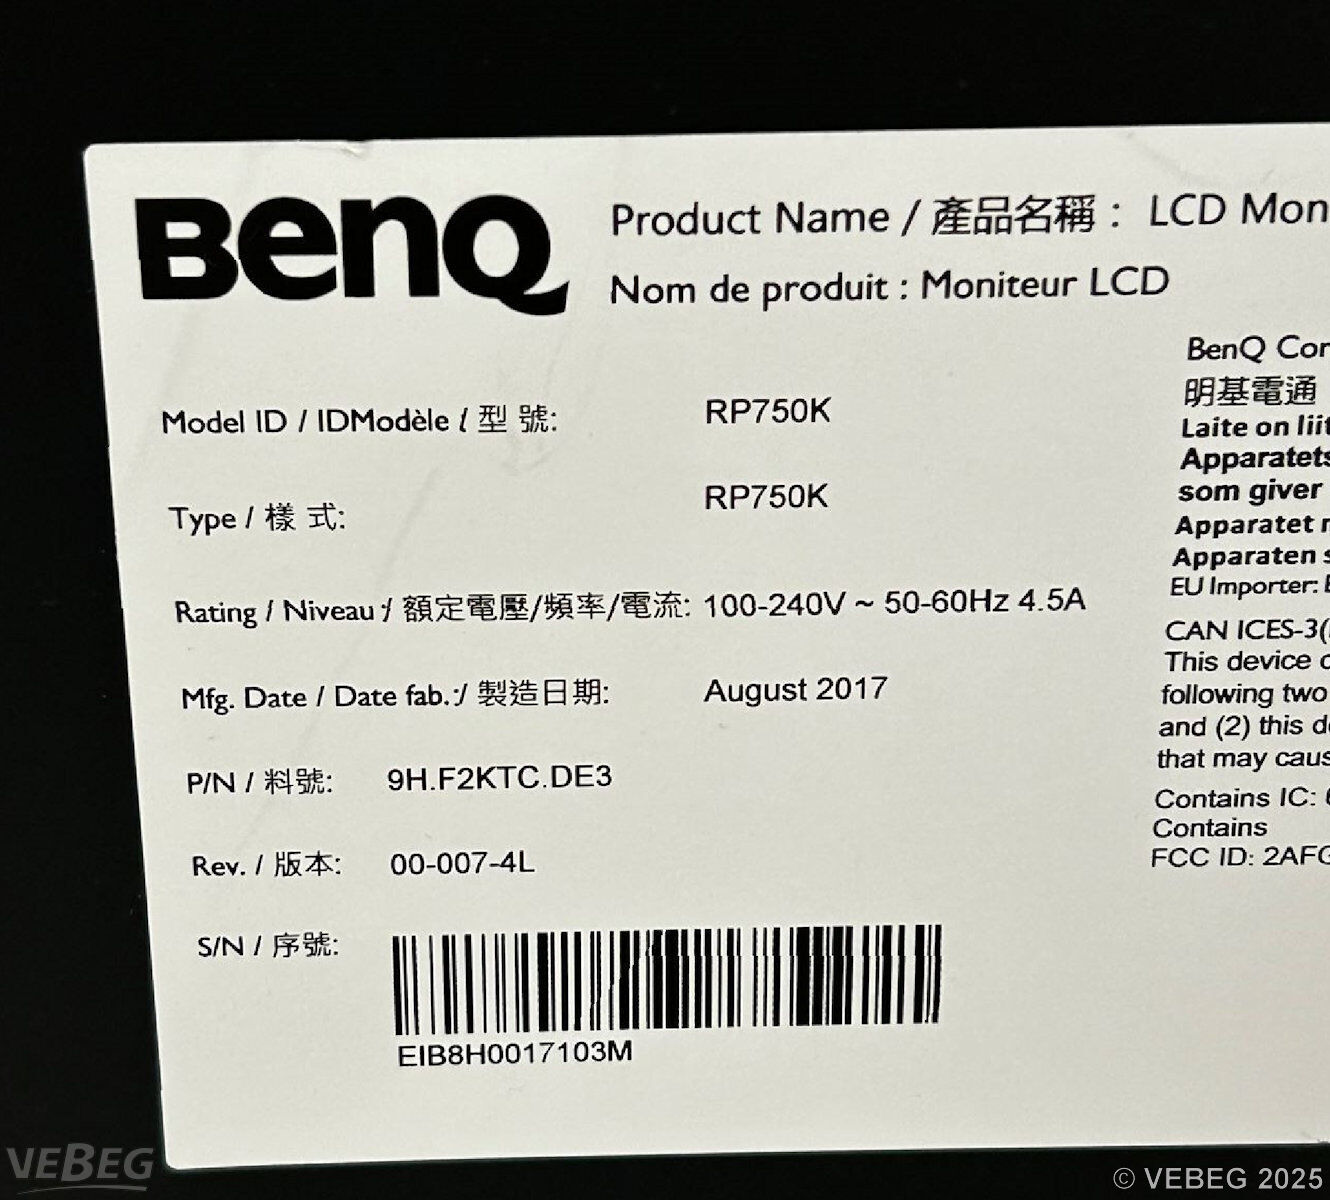 BenQ
Product Name / 產品名稱 : LCD Mon
Nom de produit : Moniteur LCD
BenQ Cor
明基電通
Laite on liit
Apparatets
som giver
Apparatet
Apparaten s
EU Importer:
CAN ICES-3(
This device
following two
and (2) this d
that may caus
Contains IC:
Contains
FCC ID: 2AFG
Model ID / IDModèle / 型 號: RP750K
Type / 樣 式: RP750K
Rating / Niveau / 額定電壓/頻率/電流: 100-240V ~ 50-60Hz 4.5A
Mfg. Date / Date fab.:/ 製造日期: August 2017
P/N / 料號: 9H.F2KTC.DE3
Rev. / 版本: 00-007-4L
S/N / 序號:
EIB8H0017103M
VEBEG
© VEBEG 2025